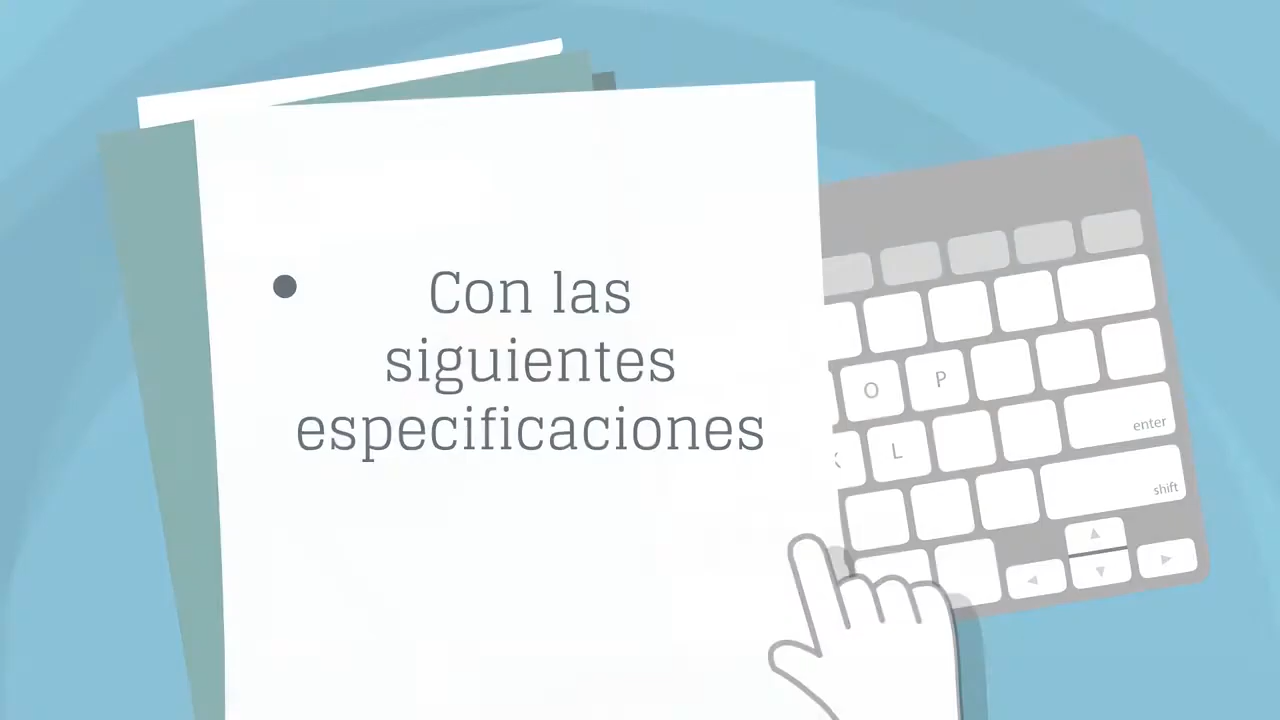 Con las
siguientes
especificaciones
O
P
L
enter
shift